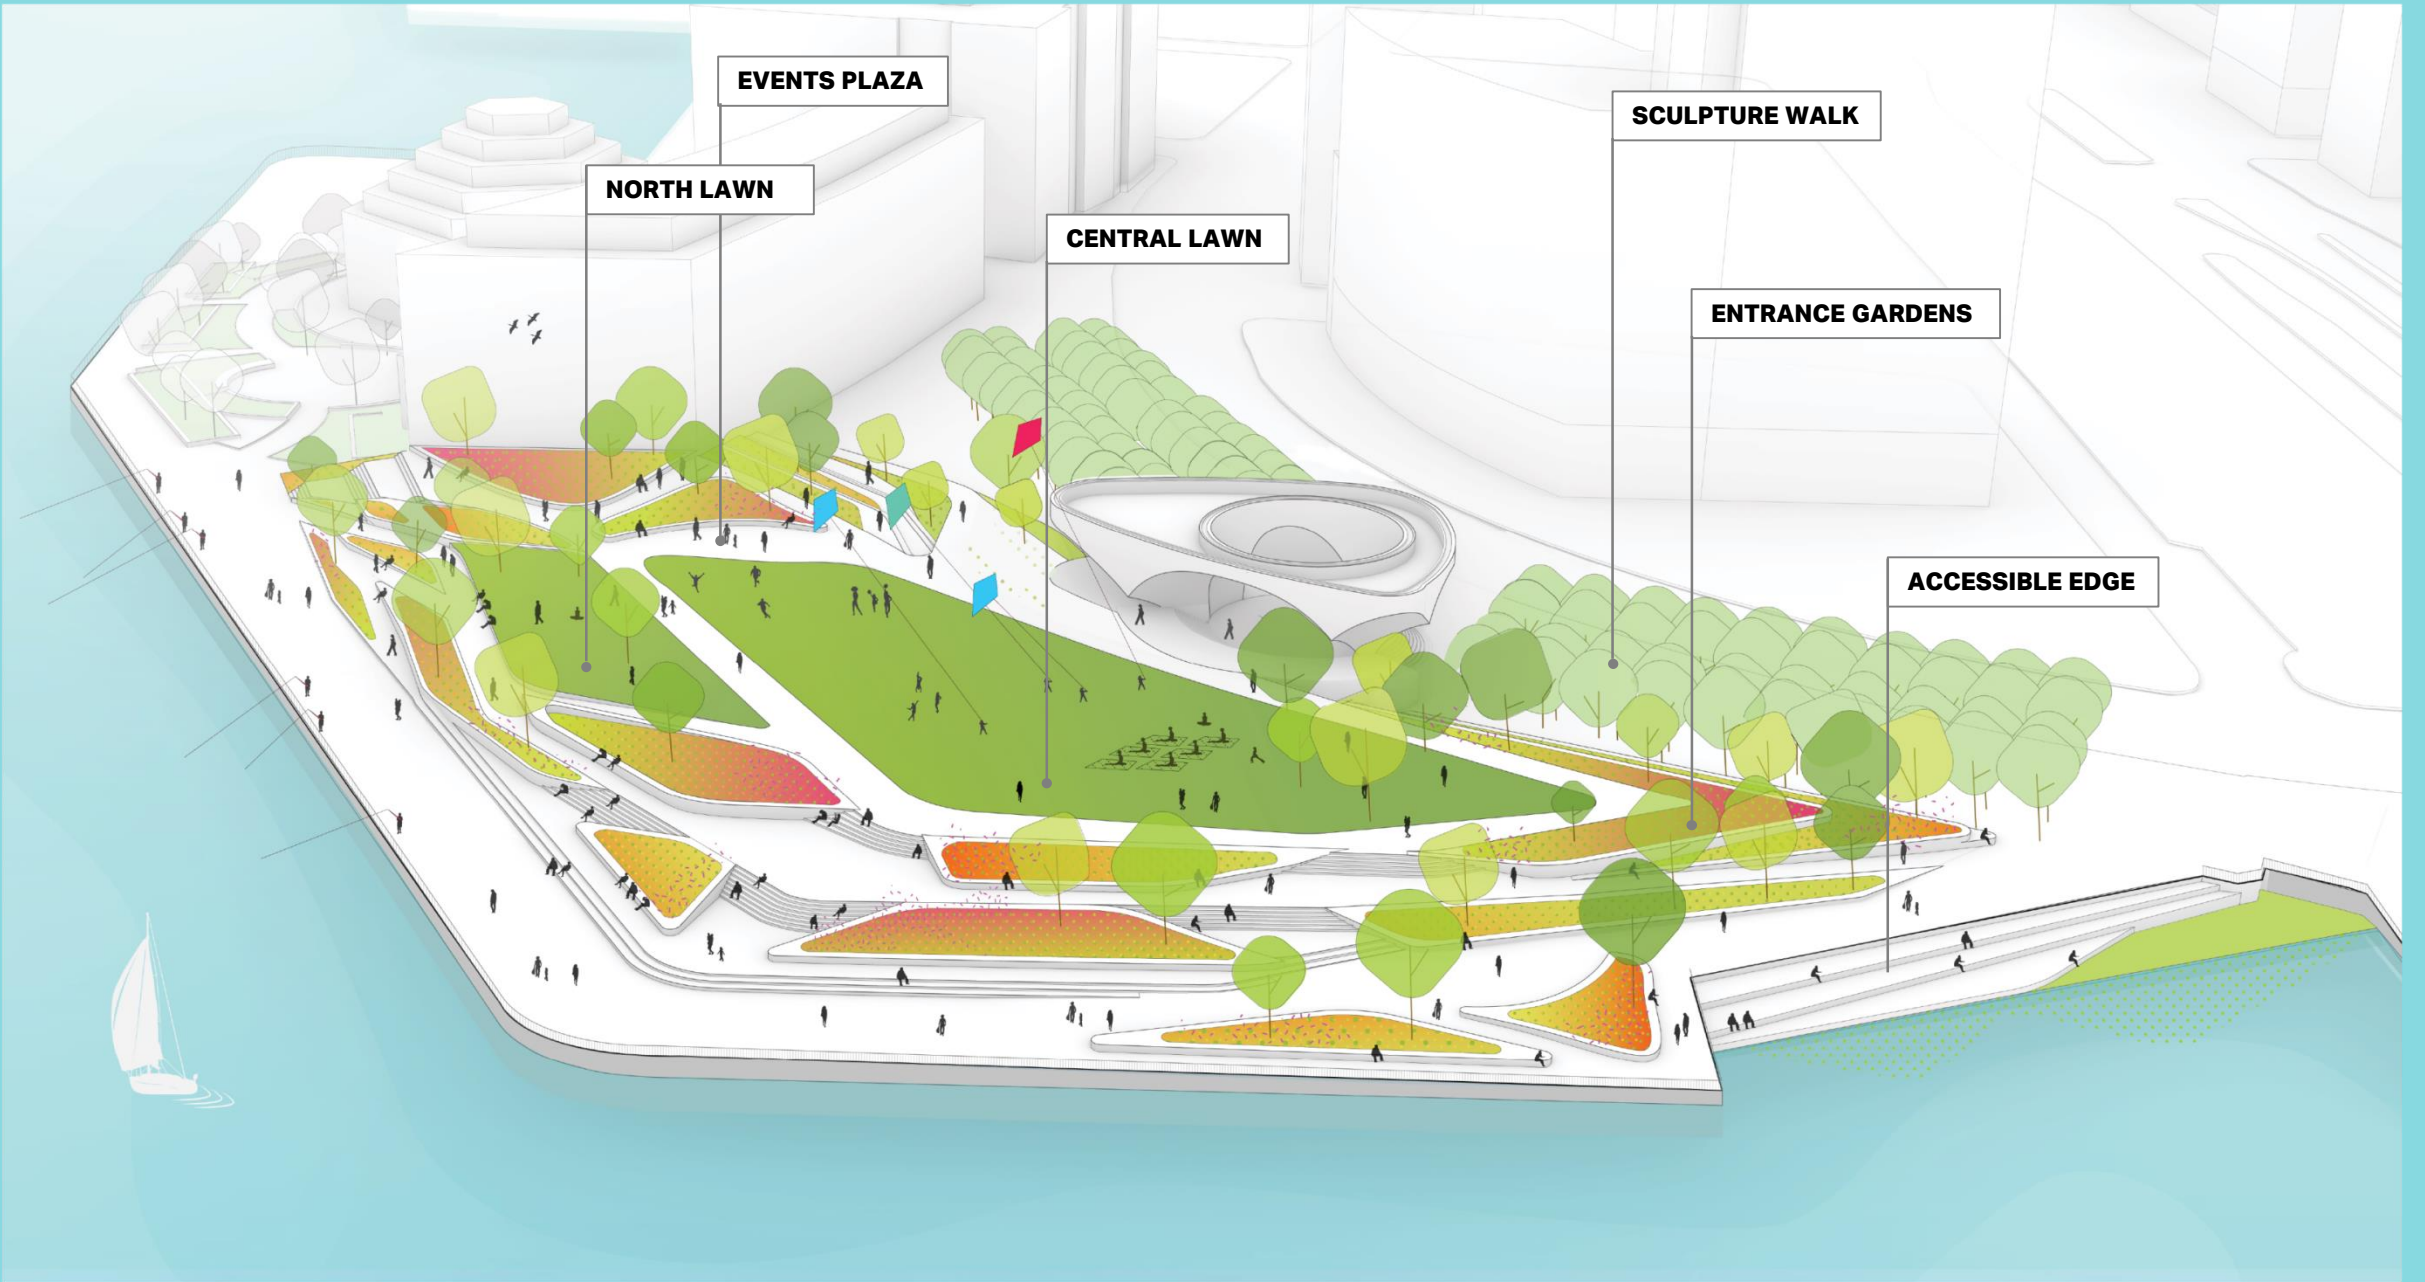 EVENTS PLAZA
SCULPTURE WALK
NORTH LAWN
CENTRAL LAWN
ENTRANCE GARDENS
ACCESSIBLE EDGE